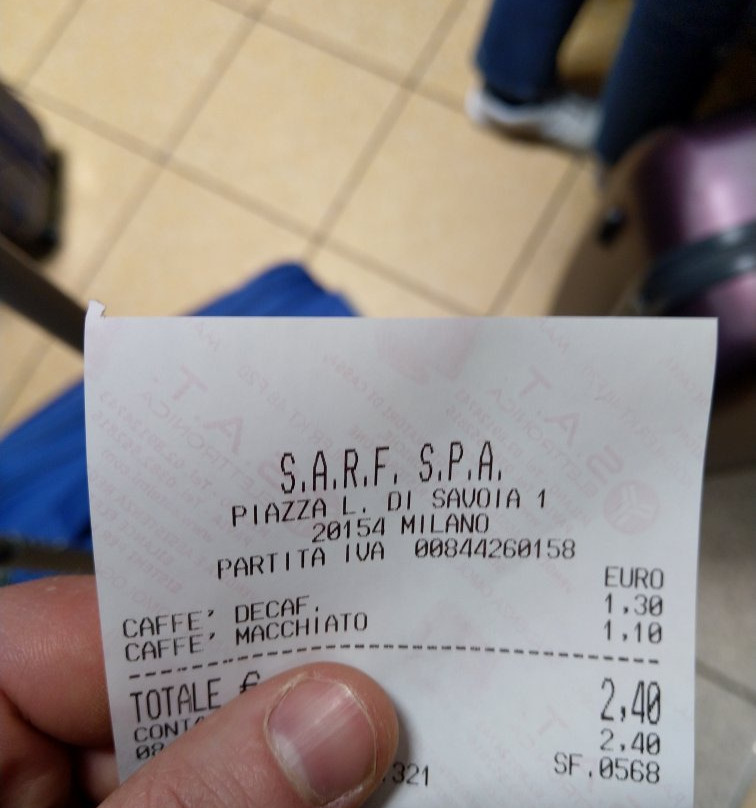 S.A.R.F. S.P.A.
PIAZZA L. DI SAVOIA 1
20154 MILANO
PARTITA IVA 00844260158
EURO
CAFFE' DECAF. 1.30
CAFFE' MACCHIATO 1.10
TOTALE € 2,40
2.40
SF.0568